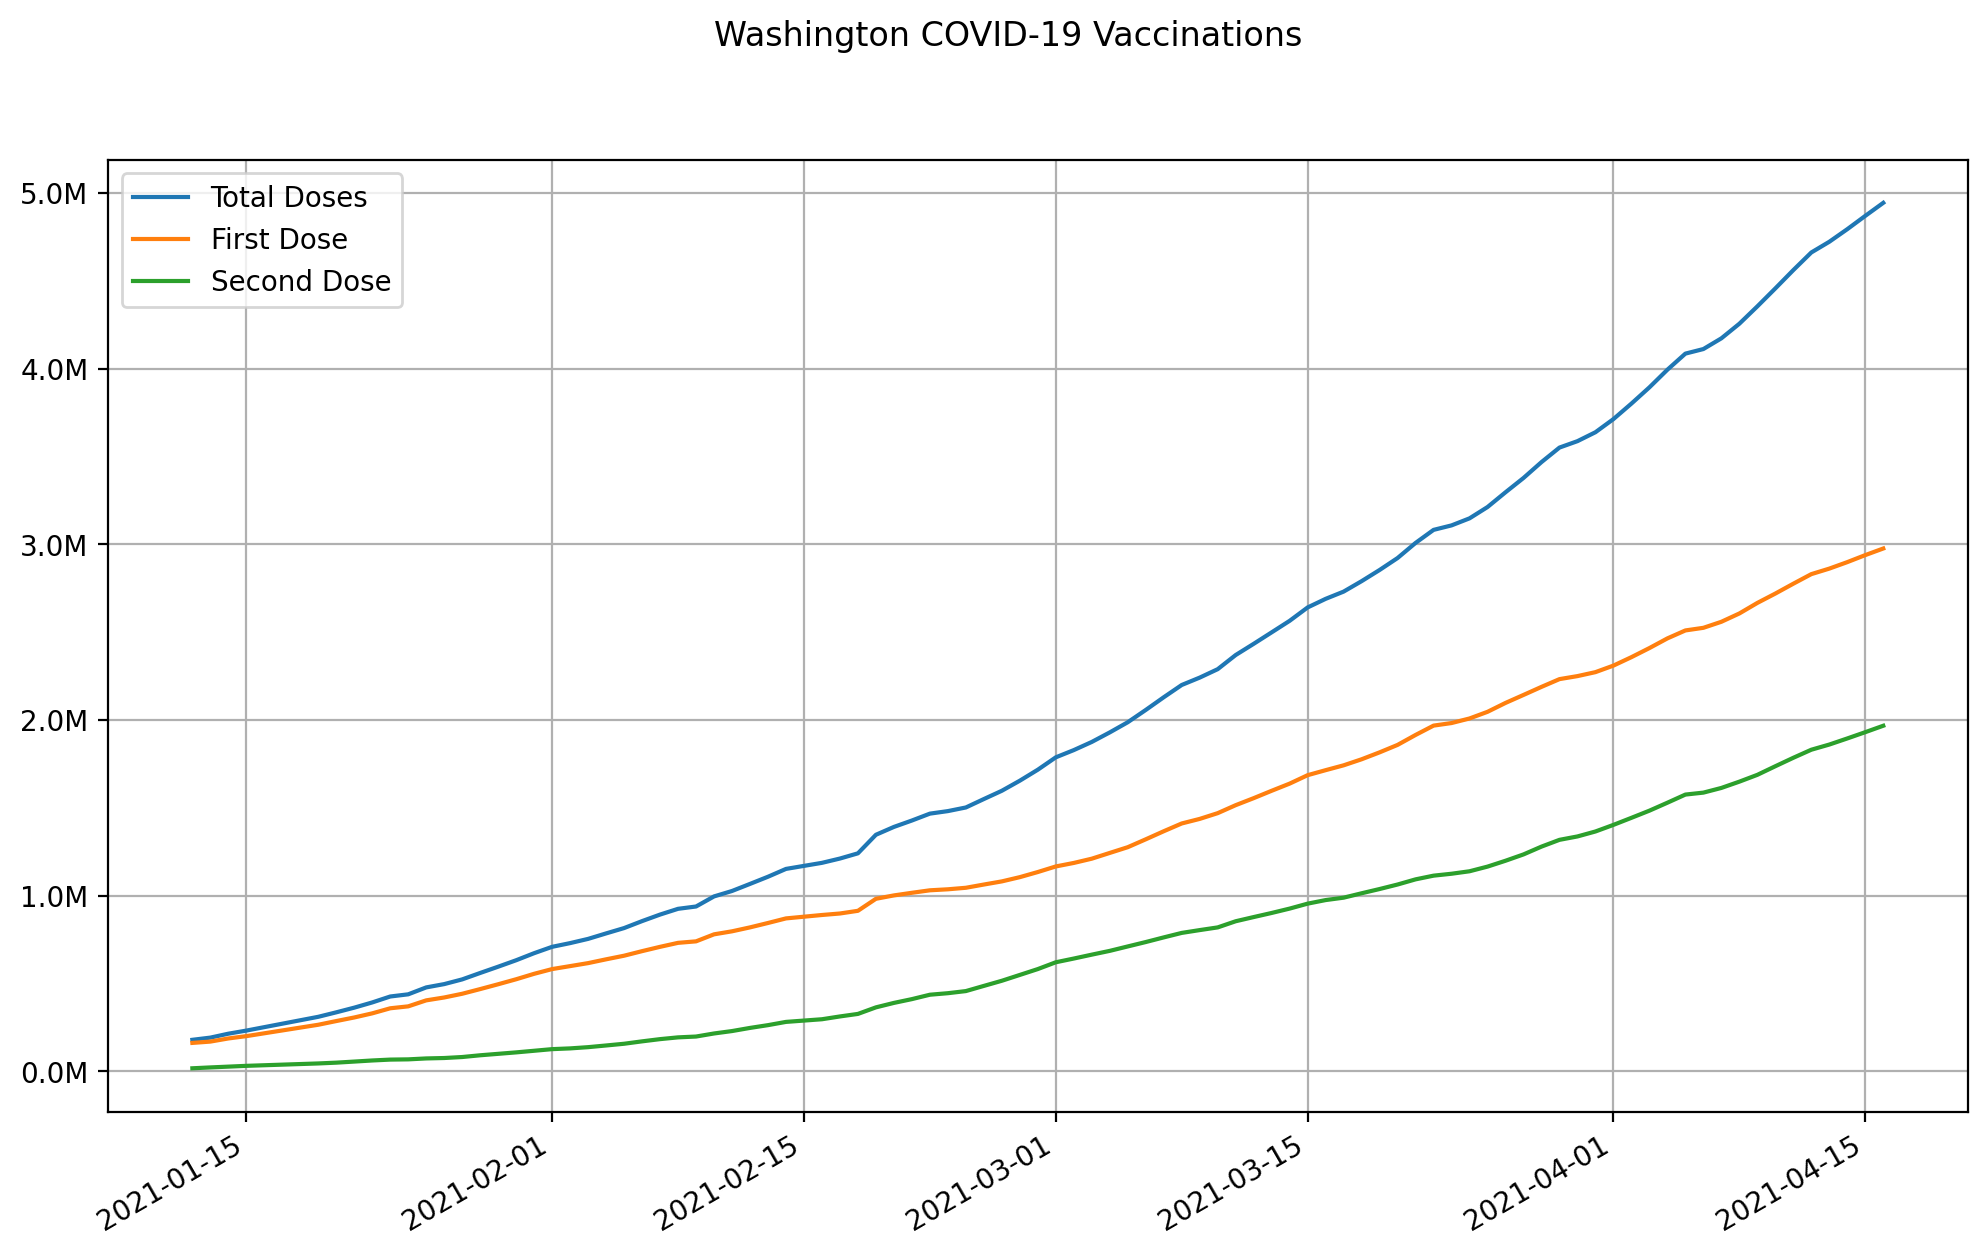 Washington COVID-19 Vaccinations
5.0M
4.0M
3.0M
2.0M
1.0M
0.0M
Total Doses
First Dose
Second Dose
2021-01-15
2021-02-01
2021-02-15
2021-03-01
2021-03-15
2021-04-01
2021-04-15